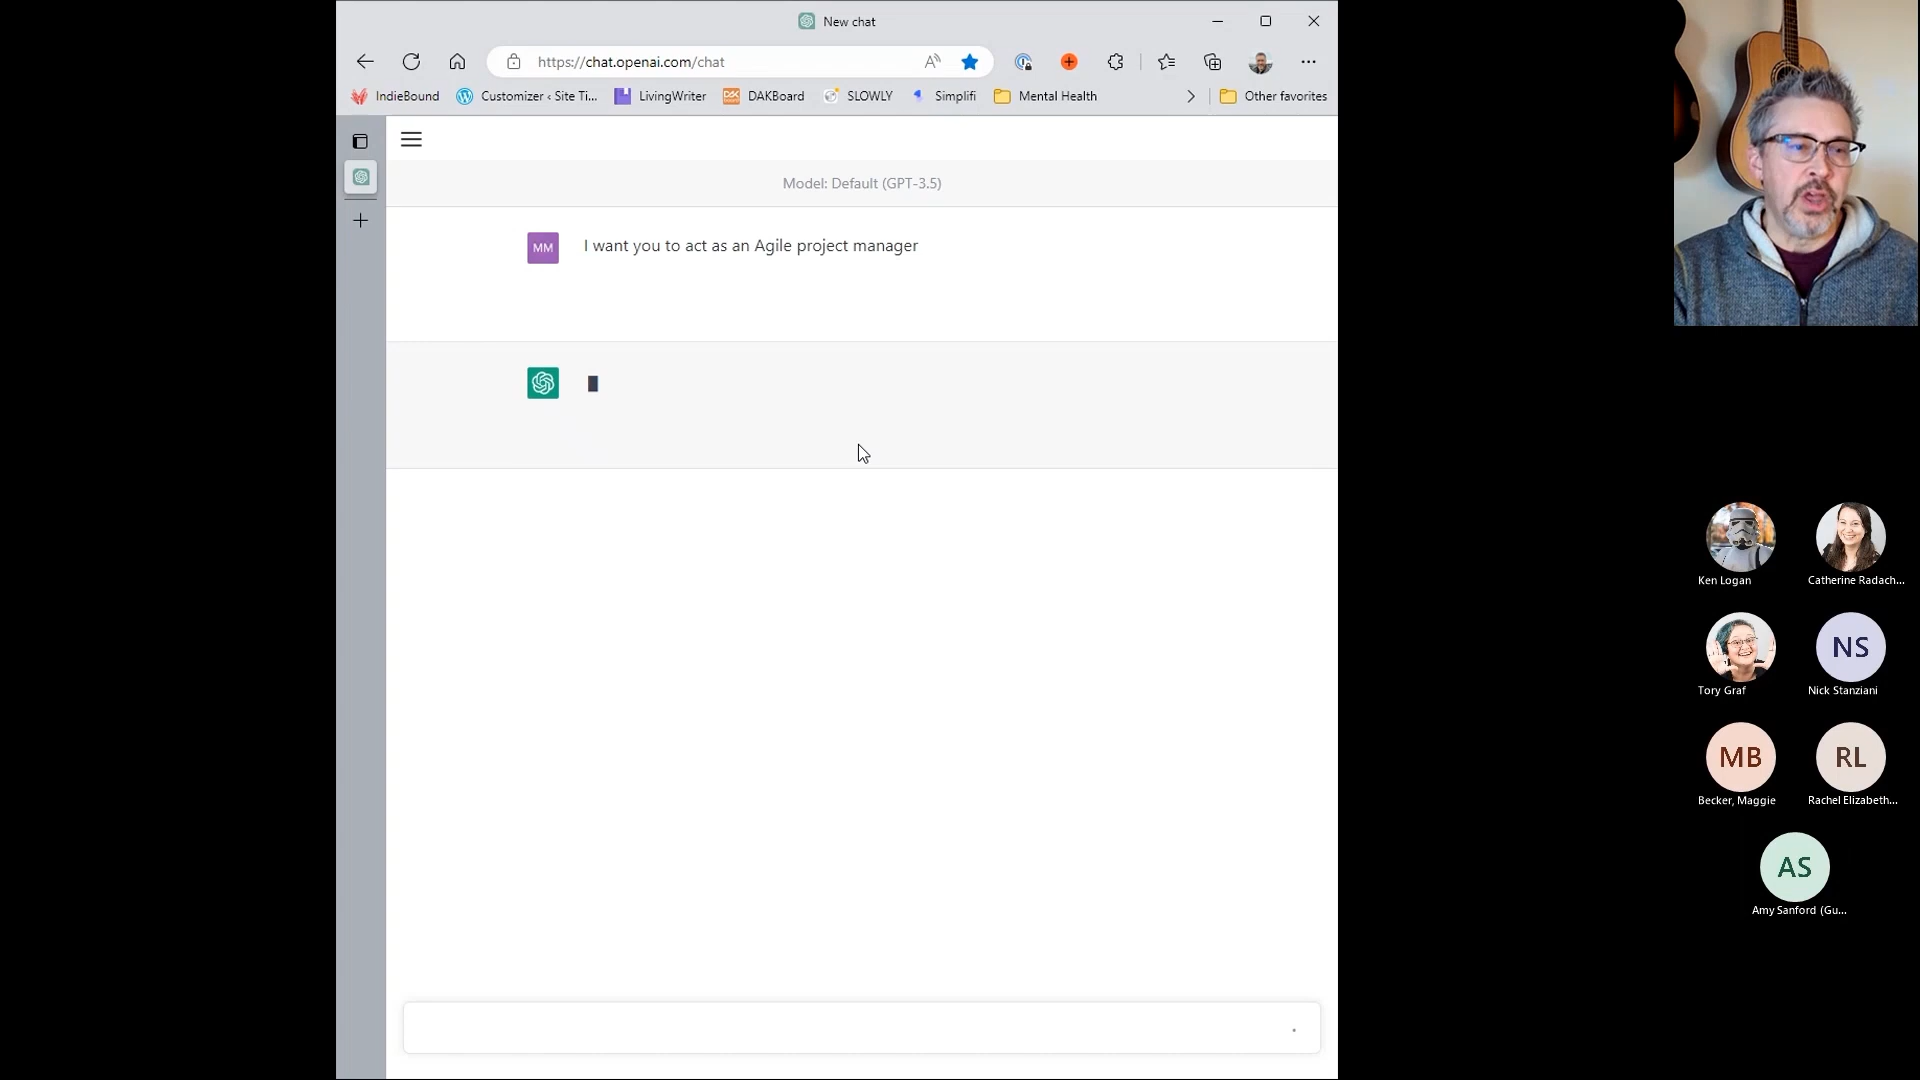 New chat
https://chat.openai.com/chat
IndieBound
Customizer ‹ Site Ti...
LivingWriter
DAKBoard
SLOWLY
Simplifi
Mental Health
Other favorites
Model: Default (GPT-3.5)
MM
I want you to act as an Agile project manager
Ken Logan
Catherine Radach...
Tory Graf
NS
Nick Stanziani
MB
Becker, Maggie
RL
Rachel Elizabeth...
AS
Amy Sanford (Gu...